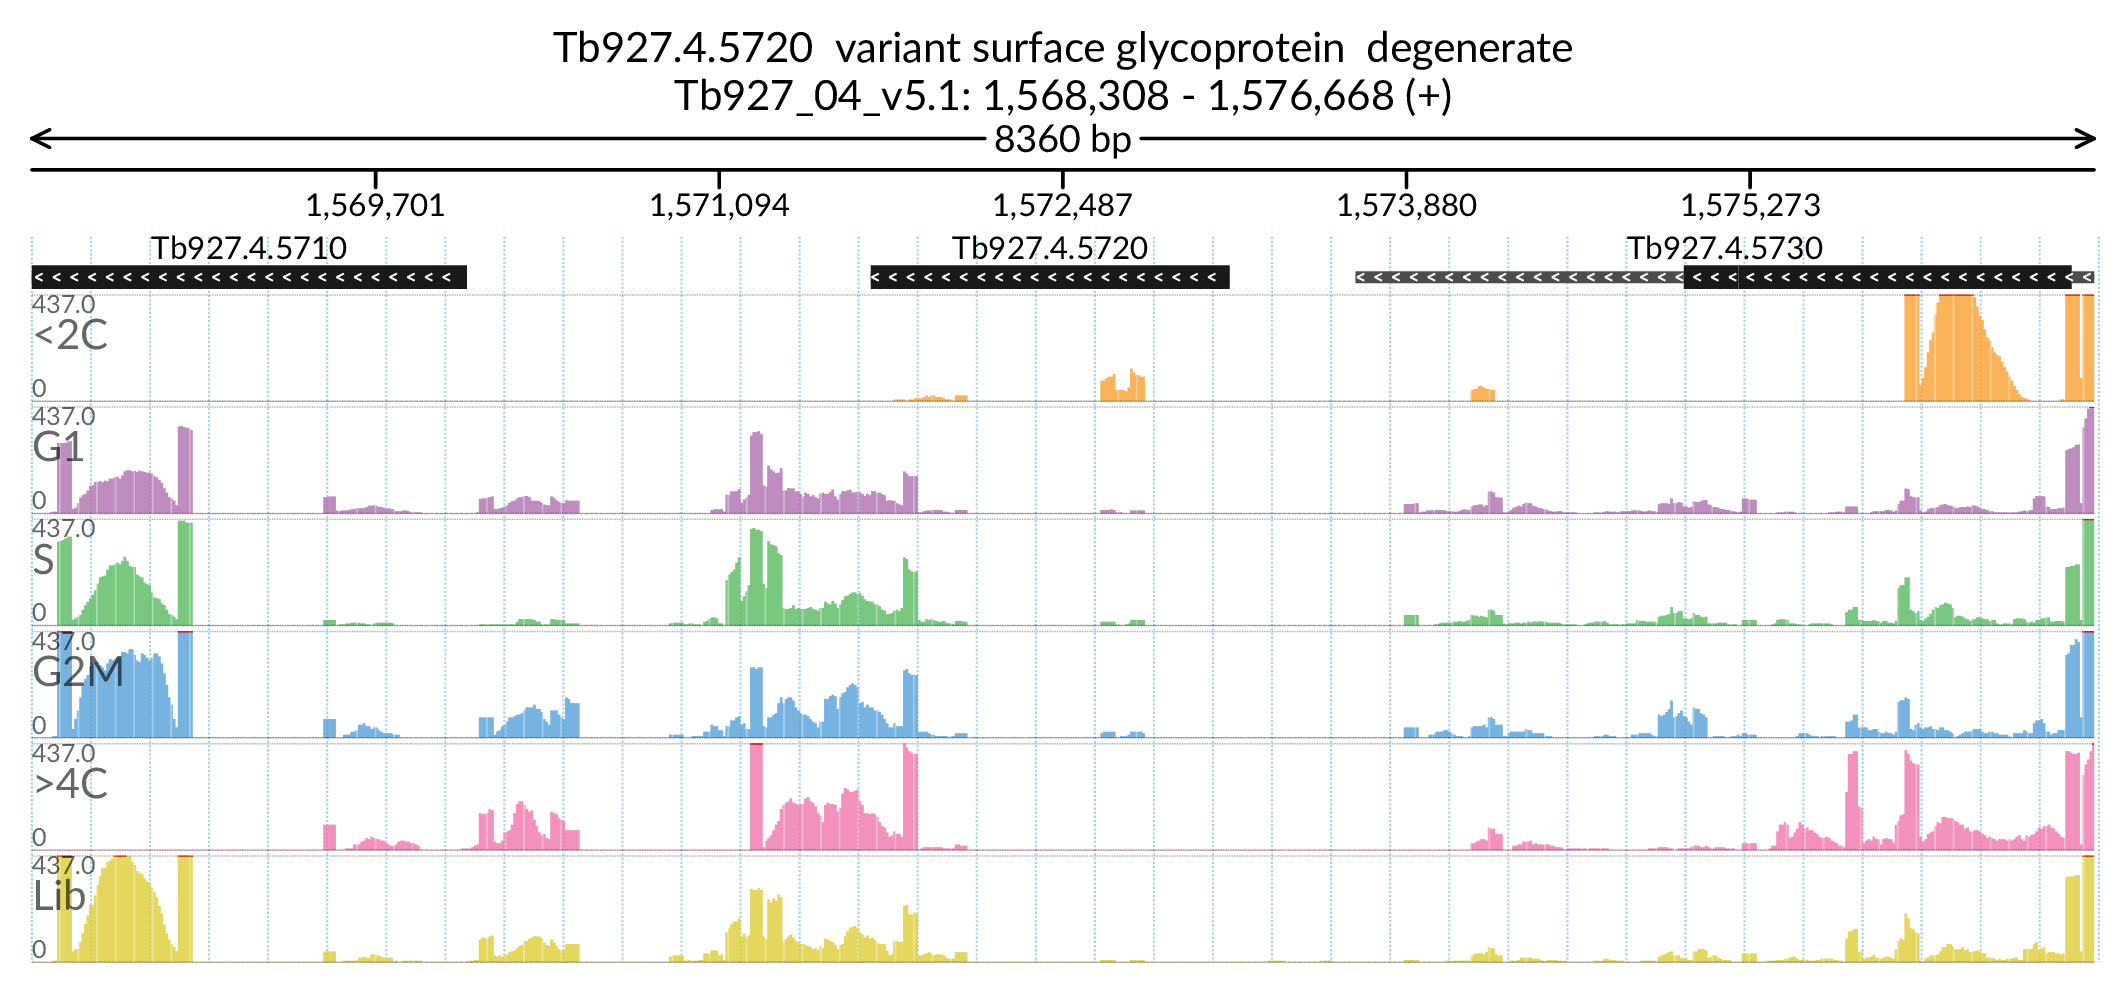 Tb927.4.5720  variant surface glycoprotein  degenerate
Tb927_04_v5.1: 1,568,308 - 1,576,668 (+)
8360 bp
1,569,701 1,571,094 1,572,487 1,573,880 1,575,273
Tb927.4.5710 Tb927.4.5720 Tb927.4.5730
437.0
<2C
0
437.0
G1
0
437.0
S
0
437.0
G2M
0
437.0
>4C
0
437.0
Lib
0